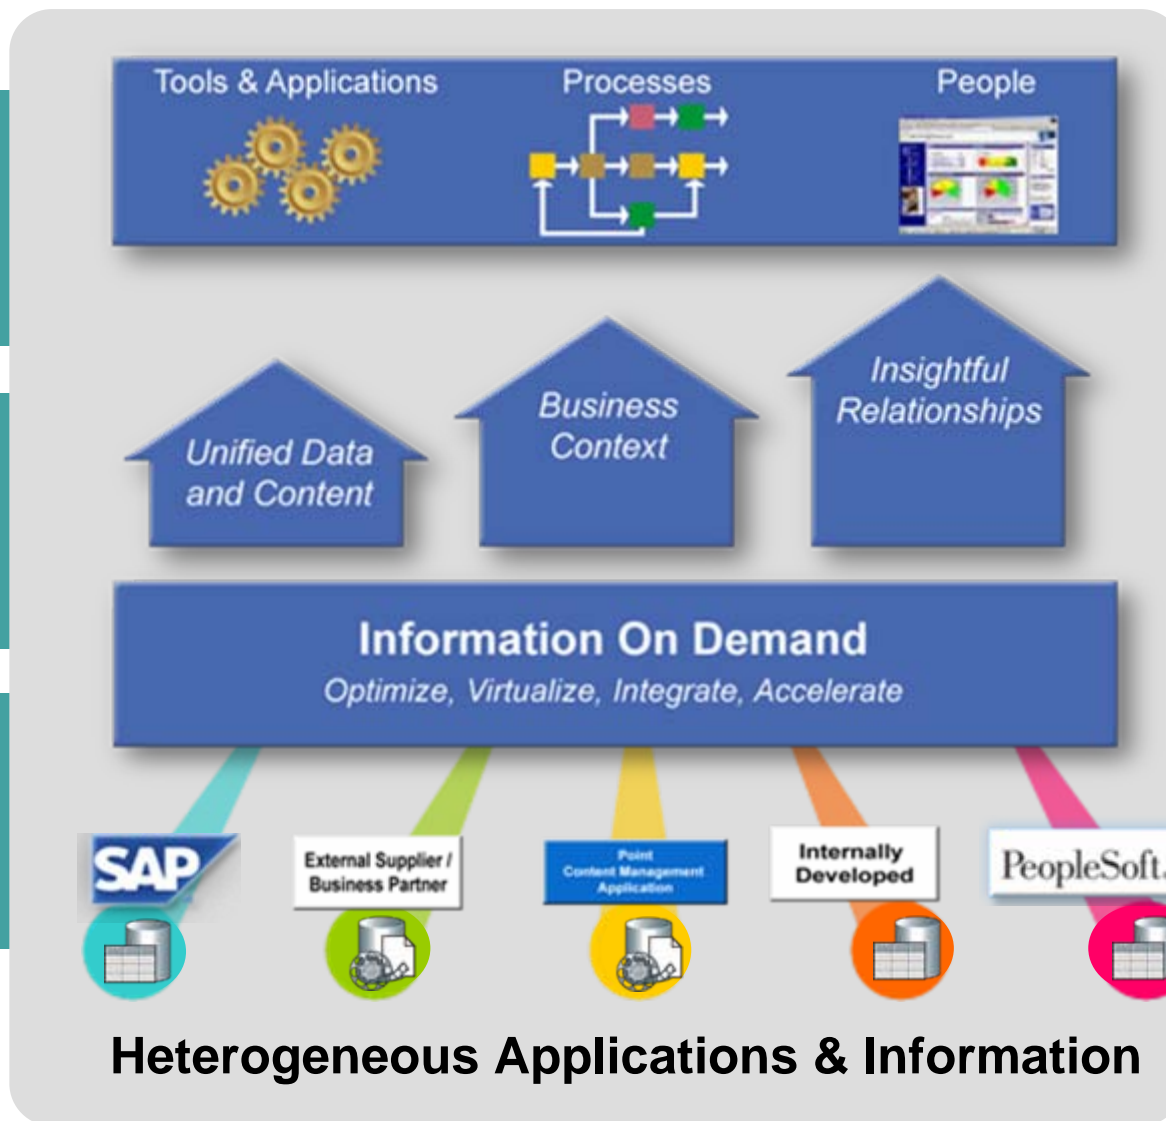 Tools & Applications
Processes
People
Unified Data
and Content
Business
Context
Insightful
Relationships
Information On Demand
Optimize, Virtualize, Integrate, Accelerate
SAP
External Supplier /
Business Partner
Point
Content Management
Application
Internally
Developed
PeopleSoft.
Heterogeneous Applications & Information